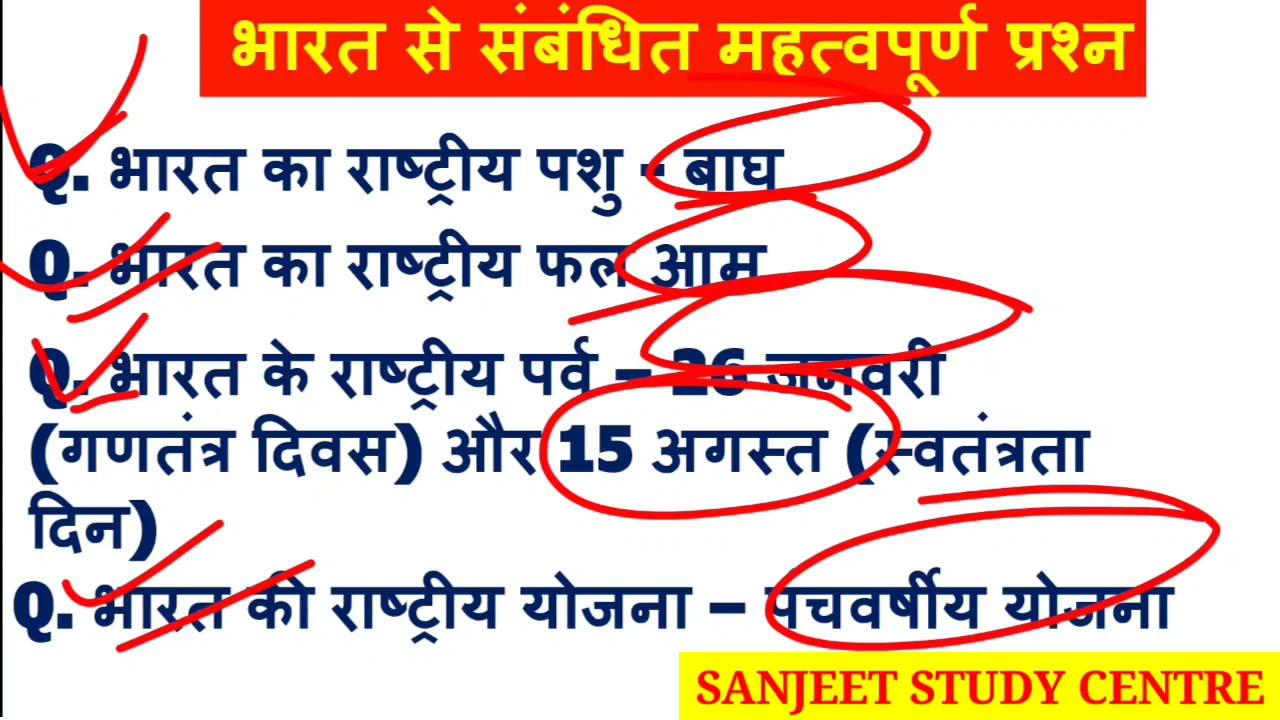 भारत से संबंधित महत्वपूर्ण प्रश्न
Q. भारत का राष्ट्रीय पशु - बाघ
Q. भारत का राष्ट्रीय फल आम
Q. भारत के राष्ट्रीय पर्व – 26 जनवरी
(गणतंत्र दिवस) और 15 अगस्त (स्वतंत्रता
दिन)
Q. भारत की राष्ट्रीय योजना – पंचवर्षीय योजना
SANJEET STUDY CENTRE